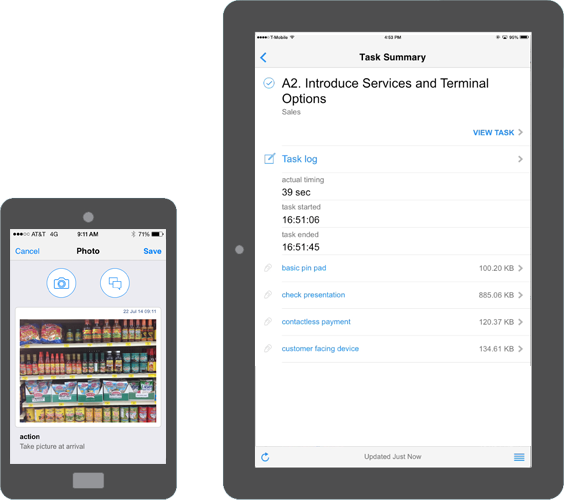 AT&T 4G 9:11 AM 71%
Cancel Photo Save
22 Jul 14 09:11
action
Take picture at arrival
T-Mobile 4:53 PM 90%
Task Summary
A2. Introduce Services and Terminal
Options
Sales
VIEW TASK
Task log
actual timing
39 sec
task started
16:51:06
task ended
16:51:45
basic pin pad 100.20 KB
check presentation 885.06 KB
contactless payment 120.37 KB
customer facing device 134.61 KB
Updated Just Now